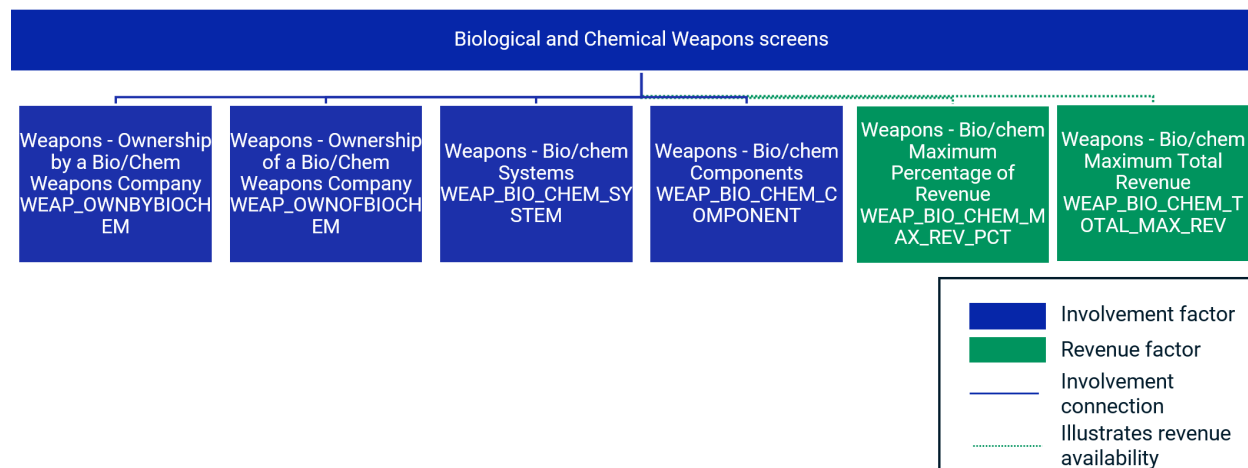 Biological and Chemical Weapons screens
Weapons - Ownership
by a Bio/Chem
Weapons Company
WEAP_OWNBYBIOCH
EM
Weapons - Ownership
of a Bio/Chem
Weapons Company
WEAP_OWNOFBIOCH
EM
Weapons - Bio/chem
Systems
WEAP_BIO_CHEM_SY
STEM
Weapons - Bio/chem
Components
WEAP_BIO_CHEM_C
OMPONENT
Weapons - Bio/chem
Maximum
Percentage of
Revenue
WEAP_BIO_CHEM_M
AX_REV_PCT
Weapons - Bio/chem
Maximum Total
Revenue
WEAP_BIO_CHEM_T
OTAL_MAX_REV
Involvement factor
Revenue factor
Involvement
connection
Illustrates revenue
availability